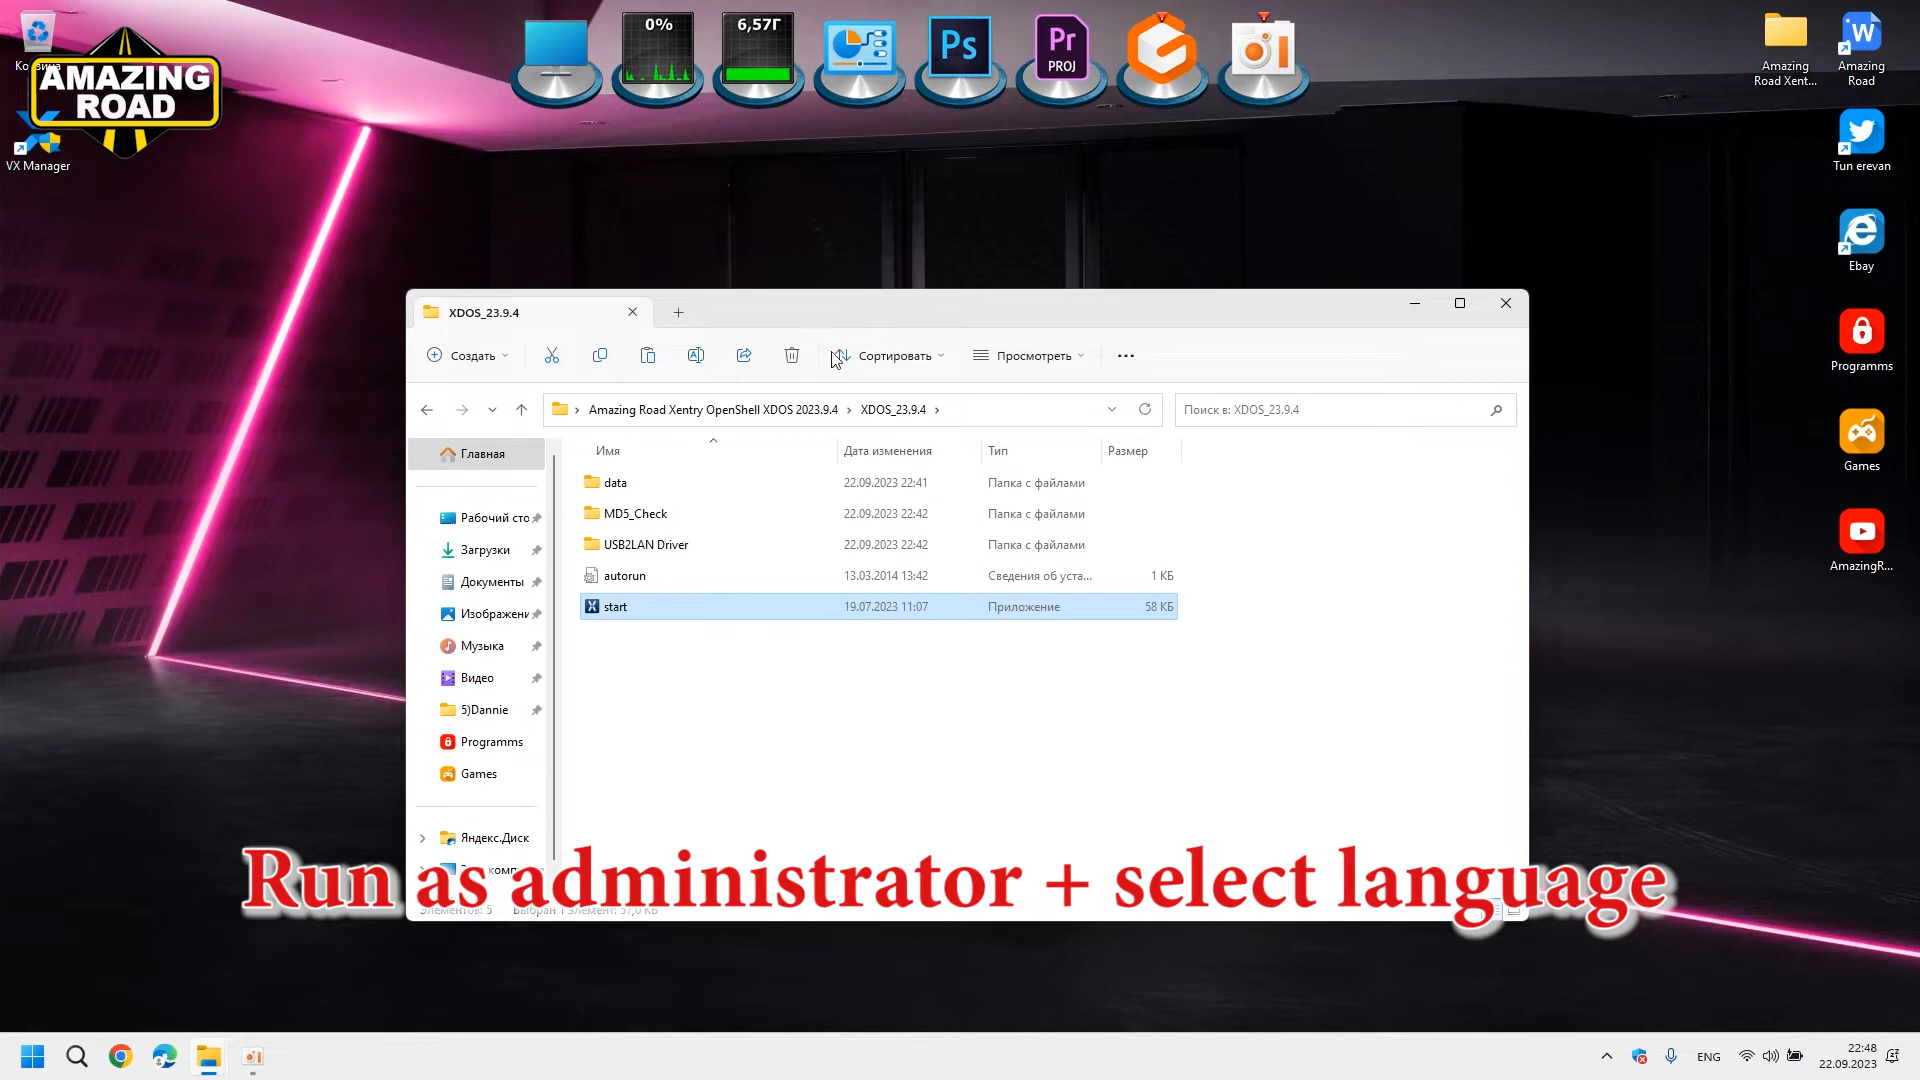 Корзина
AMAZING
ROAD
VX Manager
0%
6,57Г
Ps
Pr
PROJ
Amazing
Road Xent...
W
Amazing
Road
Tun erevan
Ebay
Programms
Games
AmazingR...
XDOS_23.9.4
Создать
Сортировать
Просмотреть
Amazing Road Xentry OpenShell XDOS 2023.9.4
XDOS_23.9.4
Поиск в: XDOS_23.9.4
Главная
Рабочий сто
Загрузки
Документы
Изображени
Музыка
Видео
5)Dannie
Programms
Games
Яндекс.Диск
Имя Дата изменения Тип Размер
data 22.09.2023 22:41 Папка с файлами
MD5_Check 22.09.2023 22:42 Папка с файлами
USB2LAN Driver 22.09.2023 22:42 Папка с файлами
autorun 13.03.2014 13:42 Сведения об уста... 1 КБ
start 19.07.2023 11:07 Приложение 58 КБ
Run as administrator + select language
Элементов: 5 Выбран 1 элемент: 57,0 КБ
ENG
22:48
22.09.2023